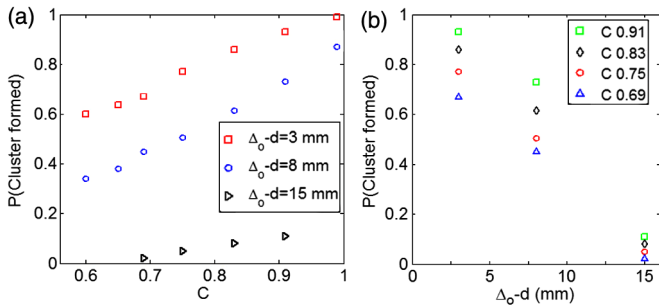 (a)
P(Cluster formed)
1
0.8
0.6
0.4
0.2
0
0.6 0.7 0.8 0.9 1
C
Δo-d=3 mm
Δo-d=8 mm
Δo-d=15 mm
(b)
P(Cluster formed)
1
0.8
0.6
0.4
0.2
0
0 5 10 15
Δo-d (mm)
C 0.91
C 0.83
C 0.75
C 0.69